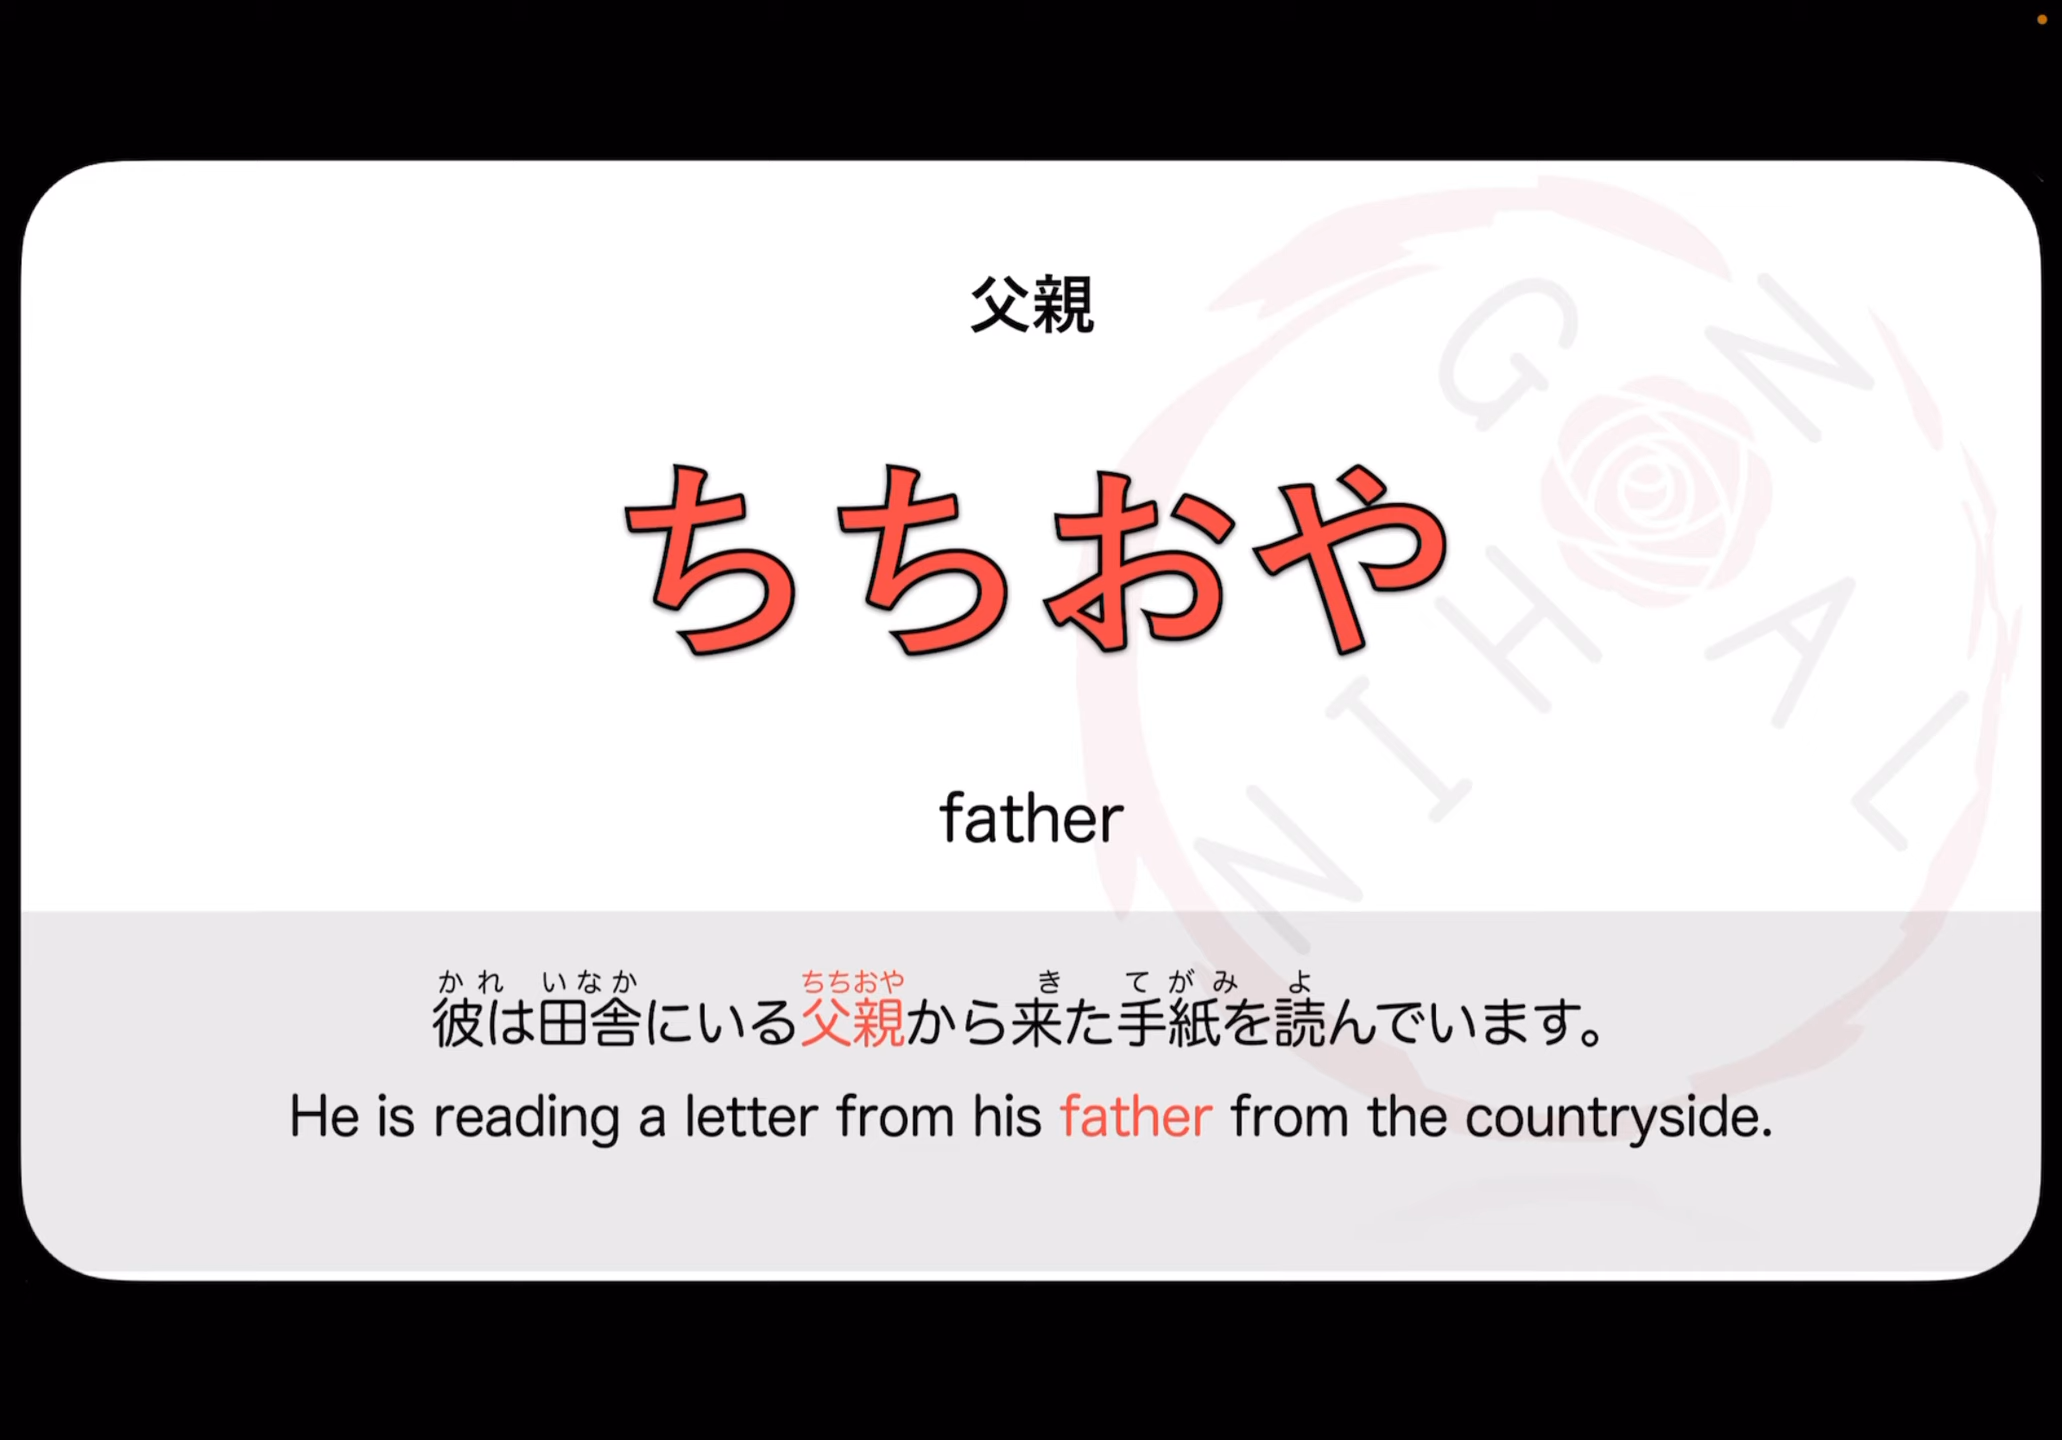 父親
ちちおや
father
かれ いなか ちちおや き てがみ よ
彼は田舎にいる父親から来た手紙を読んでいます。
He is reading a letter from his father from the countryside.
NIHONGO